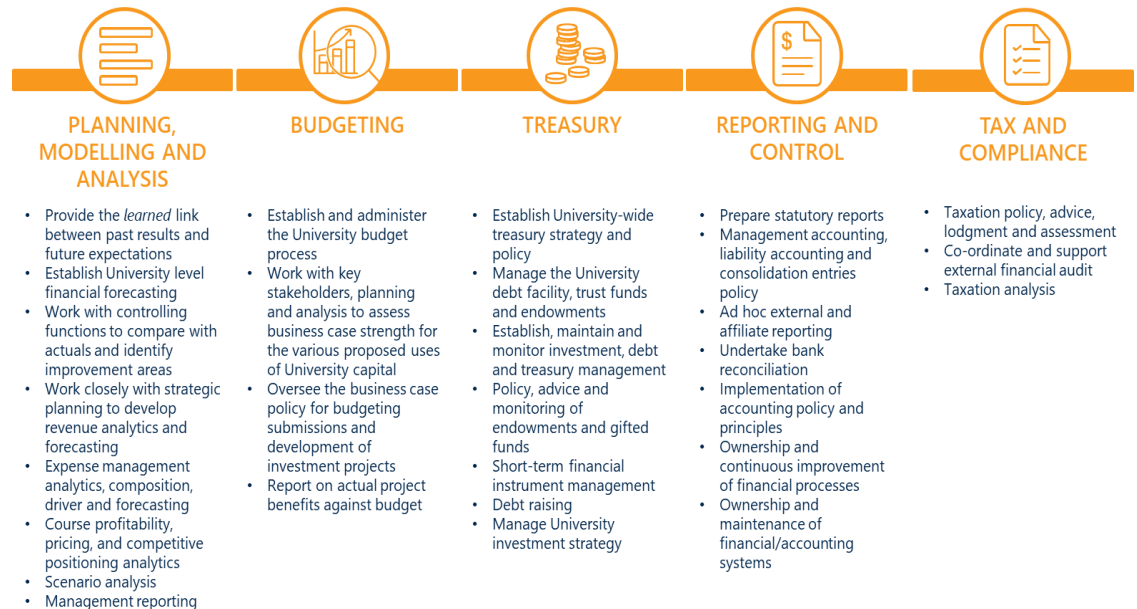 PLANNING,
MODELLING AND
ANALYSIS
• Provide the learned link
between past results and
future expectations
• Establish University level
financial forecasting
• Work with controlling
functions to compare with
actuals and identify
improvement areas
• Work closely with strategic
planning to develop
revenue analytics and
forecasting
• Expense management
analytics, composition,
driver and forecasting
• Course profitability,
pricing, and competitive
positioning analytics
• Scenario analysis
• Management reporting
BUDGETING
• Establish and administer
the University budget
process
• Work with key
stakeholders, planning
and analysis to assess
business case strength for
the various proposed uses
of University capital
• Oversee the business case
policy for budgeting
submissions and
development of
investment projects
• Report on actual project
benefits against budget
TREASURY
• Establish University-wide
treasury strategy and
policy
• Manage the University
debt facility, trust funds
and endowments
• Establish, maintain and
monitor investment, debt
and treasury management
• Policy, advice and
monitoring of
endowments and gifted
funds
• Short-term financial
instrument management
• Debt raising
• Manage University
investment strategy
$
REPORTING AND
CONTROL
• Prepare statutory reports
• Management accounting,
liability accounting and
consolidation entries
policy
• Ad hoc external and
affiliate reporting
• Undertake bank
reconciliation
• Implementation of
accounting policy and
principles
• Ownership and
continuous improvement
of financial processes
• Ownership and
maintenance of
financial/accounting
systems
TAX AND
COMPLIANCE
• Taxation policy, advice,
lodgment and assessment
• Co-ordinate and support
external financial audit
• Taxation analysis